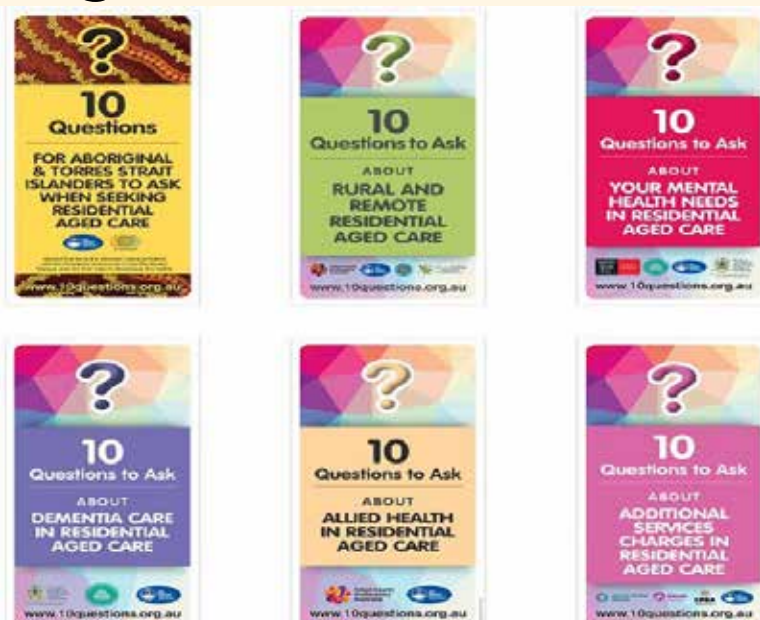 ?
10
Questions
FOR ABORIGINAL
& TORRES STRAIT
ISLANDERS TO ASK
WHEN SEEKING
RESIDENTIAL
AGED CARE
www.10questions.org.au
?
10
Questions to Ask
ABOUT
RURAL AND
REMOTE
RESIDENTIAL
AGED CARE
www.10questions.org.au
?
10
Questions to Ask
ABOUT
YOUR MENTAL
HEALTH NEEDS
IN RESIDENTIAL
AGED CARE
www.10questions.org.au
?
10
Questions to Ask
ABOUT
DEMENTIA CARE
IN RESIDENTIAL
AGED CARE
www.10questions.org.au
?
10
Questions to Ask
ABOUT
ALLIED HEALTH
IN RESIDENTIAL
AGED CARE
www.10questions.org.au
?
10
Questions to Ask
ABOUT
ADDITIONAL
SERVICES
CHARGES IN
RESIDENTIAL
AGED CARE
www.10questions.org.au